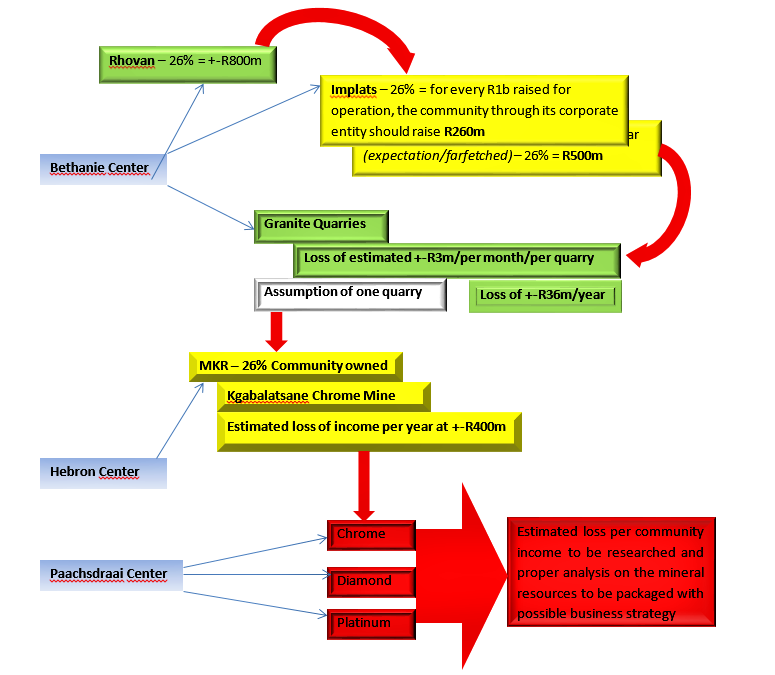 Rhovan – 26% = +-R800m
Implats – 26% = for every R1b raised for
operation, the community through its corporate
entity should raise R260m
ar
(expectation/farfetched) – 26% = R500m
Bethanie Center
Granite Quarries
Loss of estimated +-R3m/per month/per quarry
Assumption of one quarry
Loss of +-R36m/year
MKR – 26% Community owned
Kgabalatsane Chrome Mine
Estimated loss of income per year at +-R400m
Hebron Center
Chrome
Estimated loss per community
income to be researched and
proper analysis on the mineral
resources to be packaged with
possible business strategy
Paachsdraai Center
Diamond
Platinum